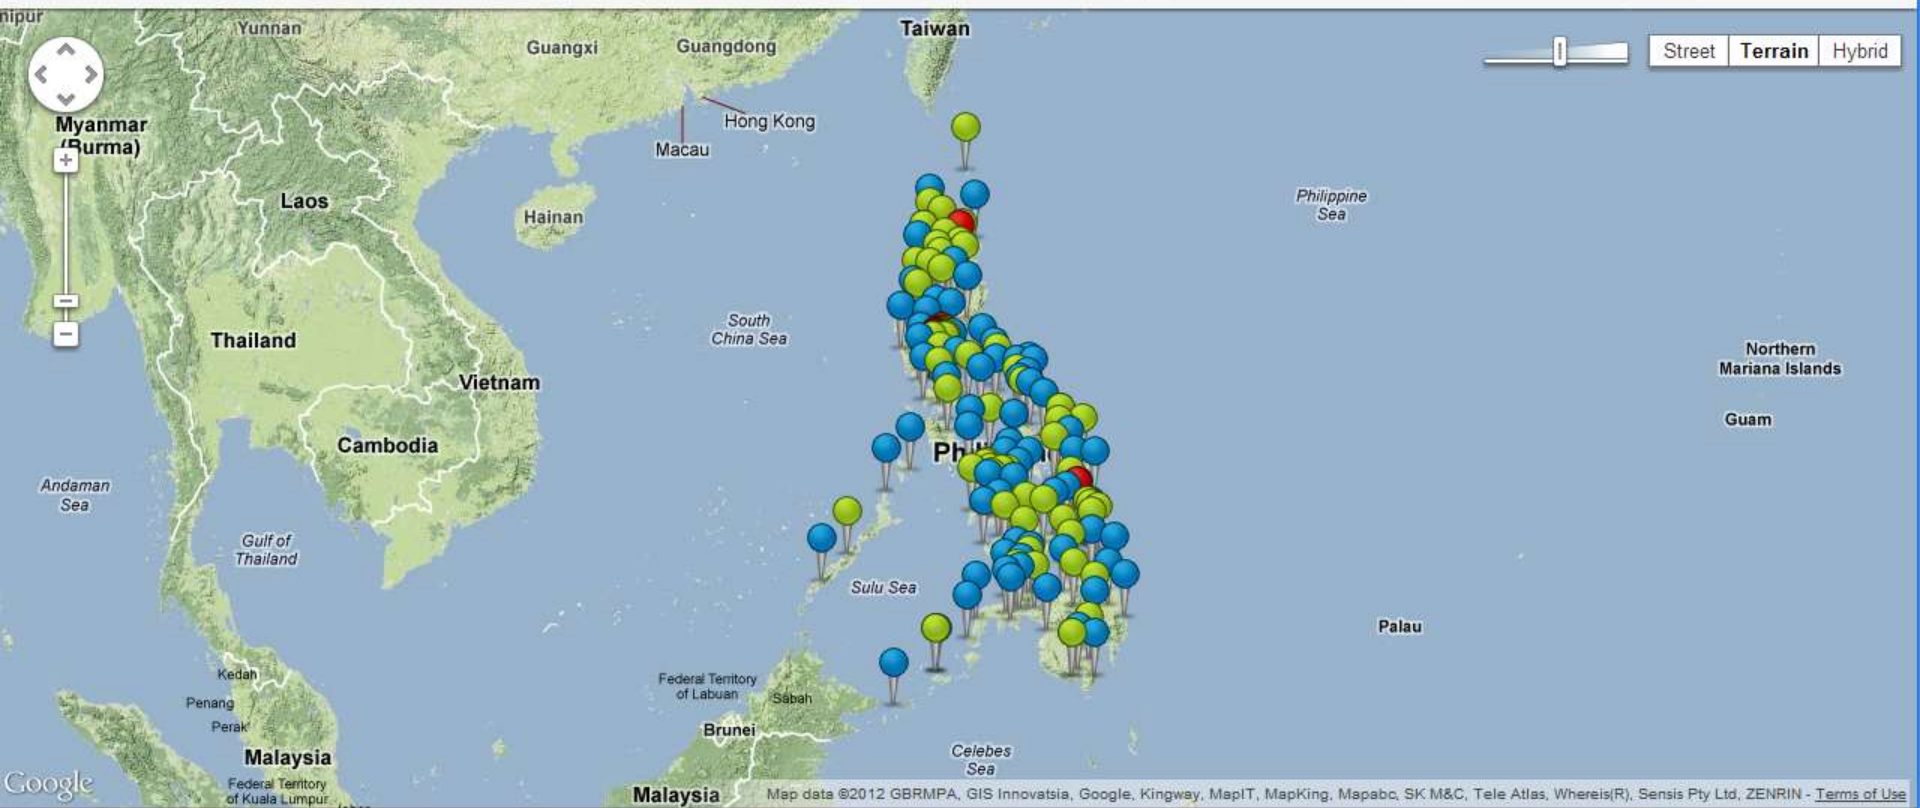 nipur
Yunnan
Guangxi
Guangdong
Taiwan
Street
Terrain
Hybrid
Myanmar
(Burma)
Hong Kong
Macau
Laos
Hainan
Philippine
Sea
South
China Sea
Thailand
Vietnam
Northern
Mariana Islands
Guam
Cambodia
Ph
Andaman
Sea
Gulf of
Thailand
Sulu Sea
Palau
Kedah
Federal Territory
of Labuan
Sabah
Penang
Perak
Brunei
Malaysia
Celebes
Sea
Google
Federal Territory
of Kuala Lumpur
Malaysia
Map data ©2012 GBRMPA, GIS Innovatsia, Google, Kingway, MapIT, MapKing, Mapabc, SK M&C, Tele Atlas, Whereis(R), Sensis Pty Ltd, ZENRIN - Terms of Use